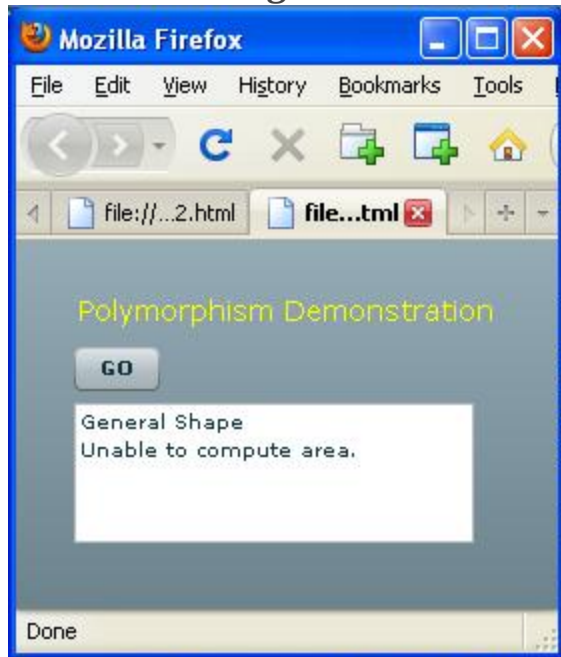 Mozilla Firefox
File Edit View History Bookmarks Tools
file://...2.html file...tml
Polymorphism Demonstration
GO
General Shape
Unable to compute area.
Done